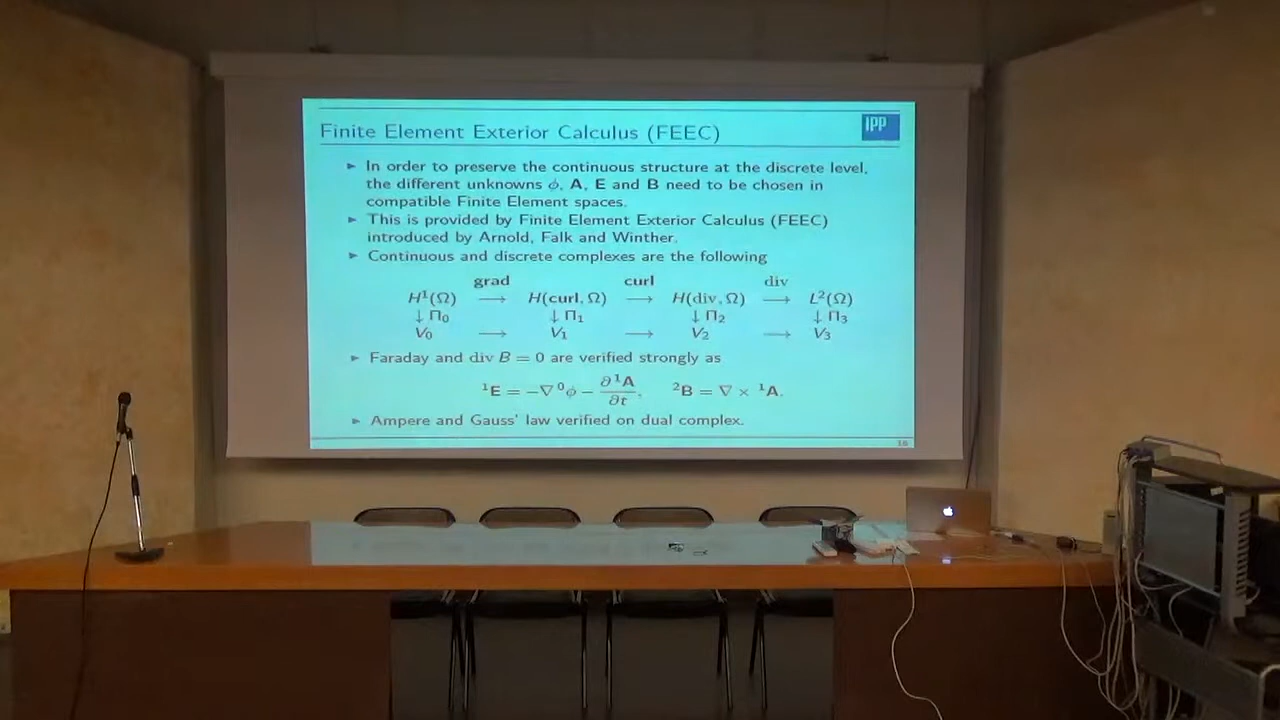 Finite Element Exterior Calculus (FEEC)
IPP
► In order to preserve the continuous structure at the discrete level,
the different unknowns ϕ, A, E and B need to be chosen in
compatible Finite Element spaces.
► This is provided by Finite Element Exterior Calculus (FEEC)
introduced by Arnold, Falk and Winther.
► Continuous and discrete complexes are the following
grad curl div
H¹(Ω) → H(curl, Ω) → H(div, Ω) → L²(Ω)
↓ Π₀ ↓ Π₁ ↓ Π₂ ↓ Π₃
V₀ → V₁ → V₂ → V₃
► Faraday and div B = 0 are verified strongly as
¹E = −∇⁰ϕ − ∂¹A/∂t, ²B = ∇ × ¹A.
► Ampere and Gauss' law verified on dual complex.
16